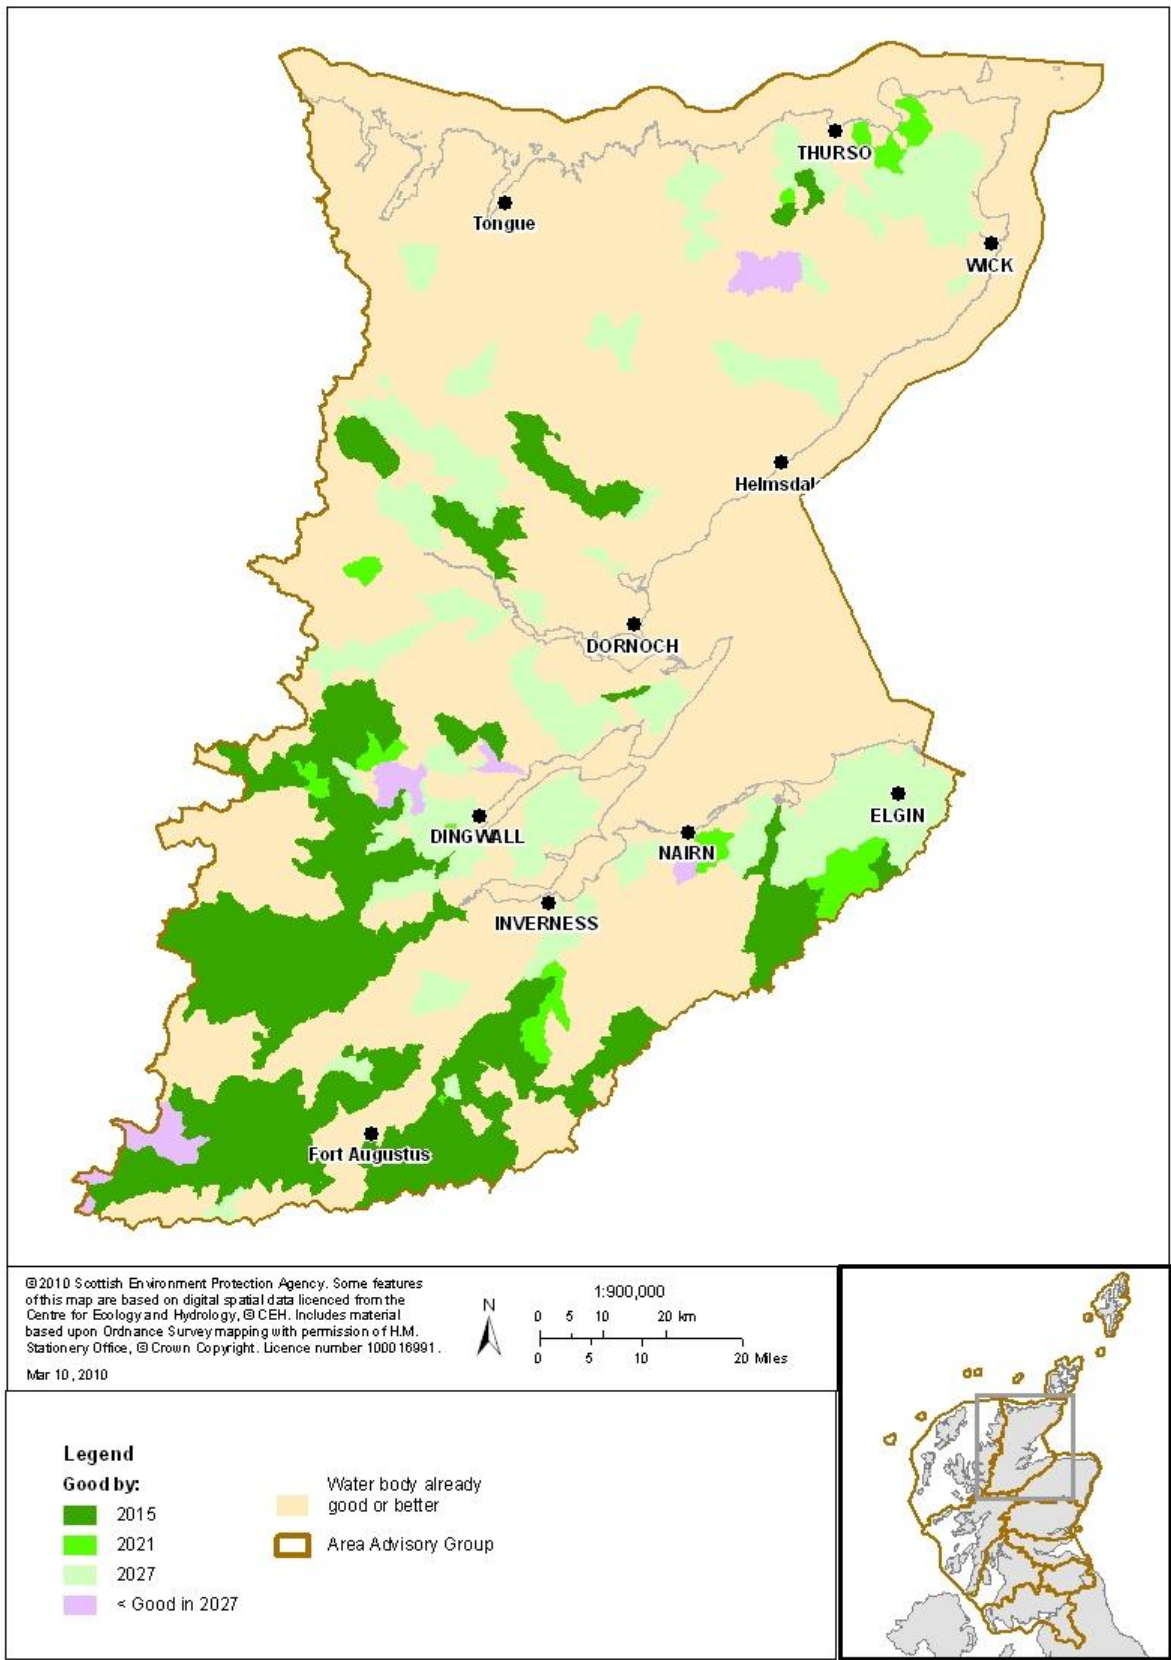 THURSO
Tongue
WICK
Helmsdal
DORNOCH
ELGIN
DINGWALL
NAIRN
INVERNESS
Fort Augustus
©2010 Scottish Environment Protection Agency. Some features
of this map are based on digital spatial data licenced from the
Centre for Ecology and Hydrology, © CEH. Includes material
based upon Ordnance Survey mapping with permission of H.M.
Stationery Office, © Crown Copyright. Licence number 100016991.
Mar 10, 2010
N
1:900,000
0 5 10 20 km
0 5 10 20 Miles
Legend
Good by:
2015
2021
2027
< Good in 2027
Water body already
good or better
Area Advisory Group